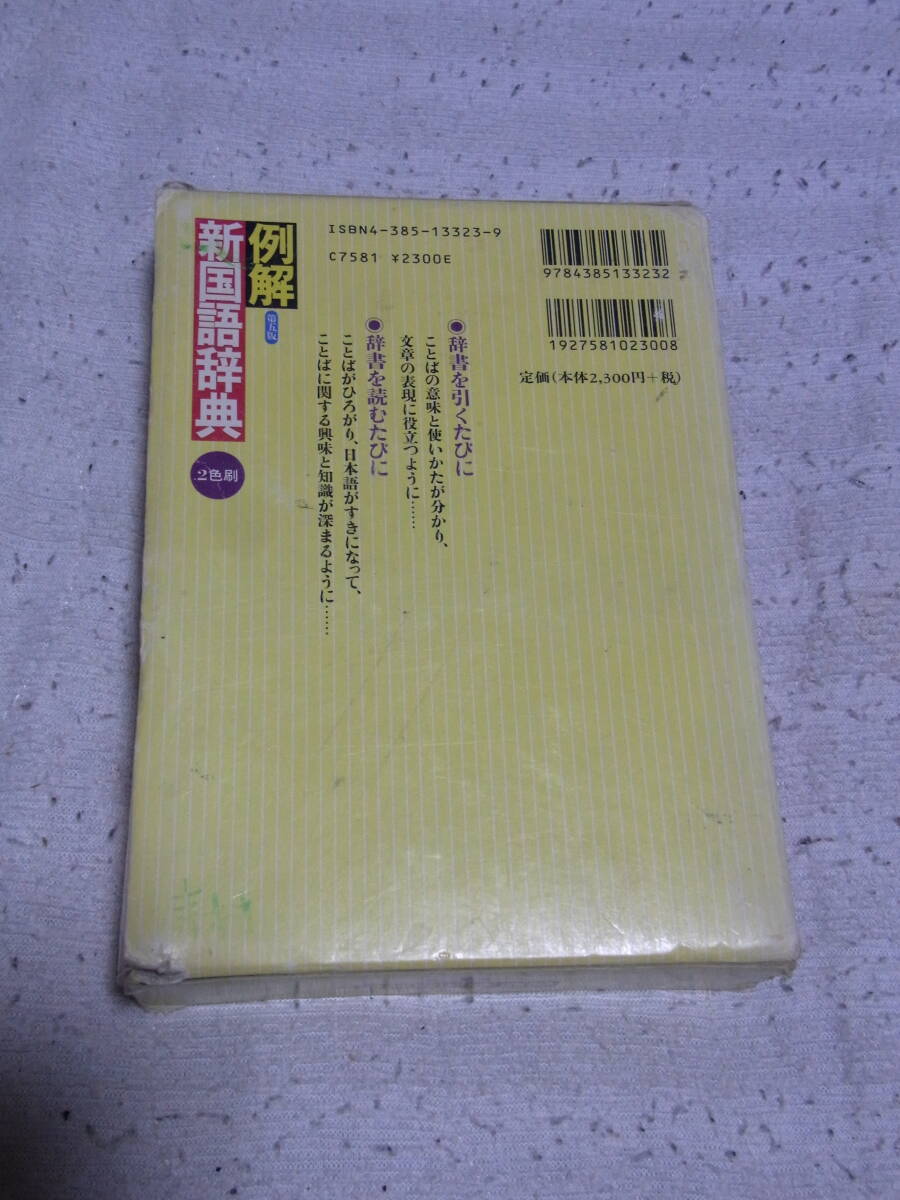 例解
新国語辞典
第五版
2色刷
ISBN4-385-13323-9
C7581 ¥2300E
9784385133232
1927581023008
定価(本体2,300円+税)
◉辞書を引くたびに
ことばの意味と使いかたが分かり、
文章の表現に役立つように……
◉辞書を読むたびに
ことばがひろがり、日本語がすきになって、
ことばに関する興味と知識が深まるように……